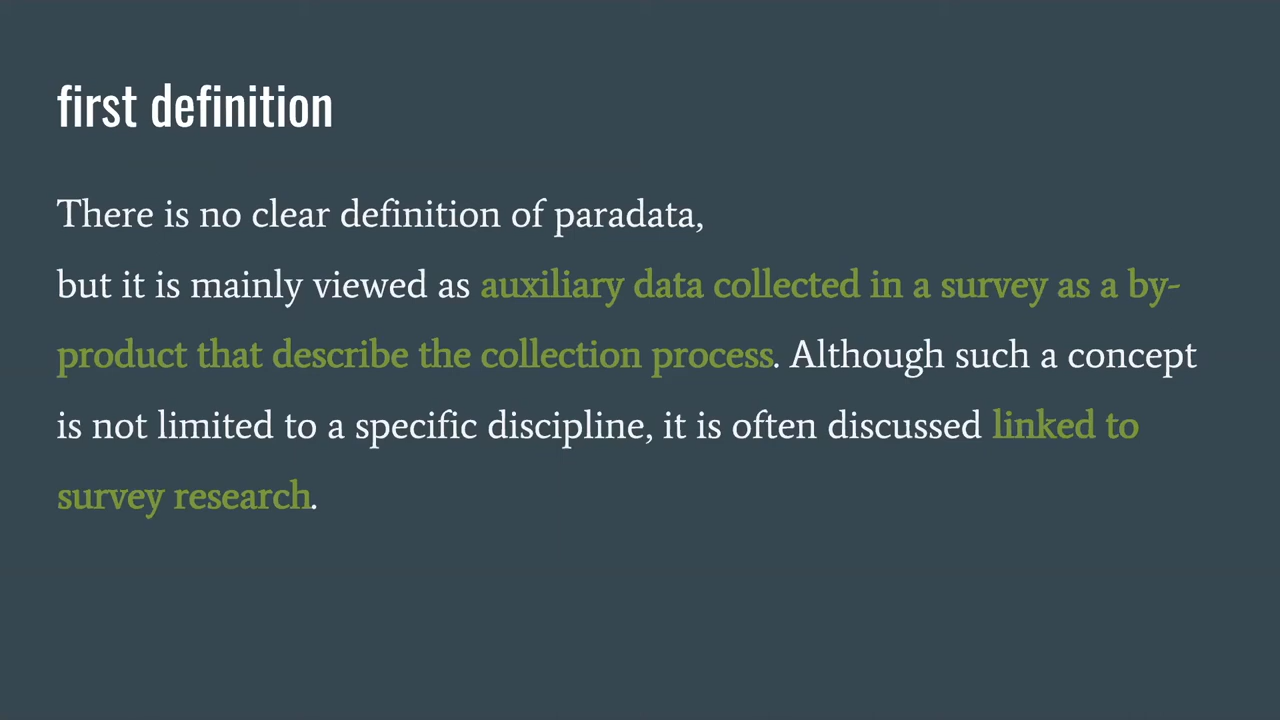 first definition
There is no clear definition of paradata,
but it is mainly viewed as auxiliary data collected in a survey as a by-
product that describe the collection process. Although such a concept
is not limited to a specific discipline, it is often discussed linked to
survey research.